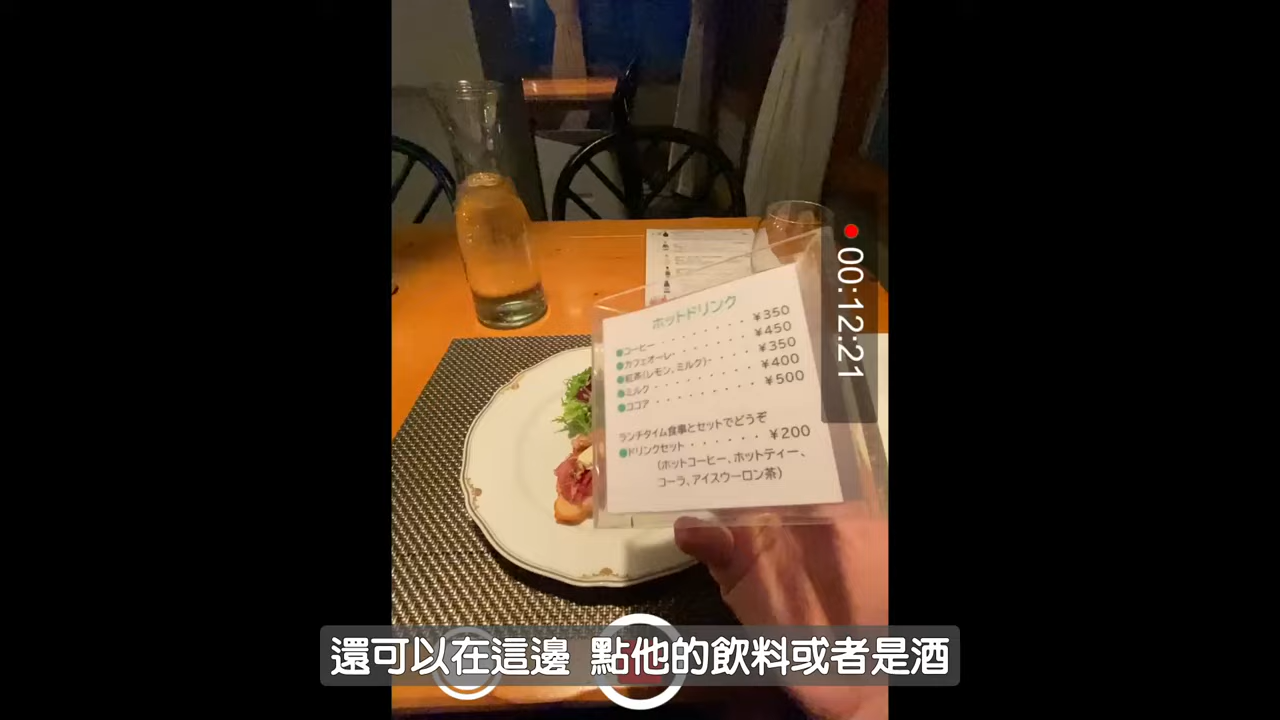 ホットドリンク
●コーヒー・・・・・・・・¥350
●カフェオーレ・・・・・・¥450
●紅茶(レモン、ミルク)・・・・¥350
●ミルク・・・・・・・・¥400
●ココア・・・・・・・・¥500
ランチタイム食事とセットでどうぞ
●ドリンクセット・・・・・・¥200
(ホットコーヒー、ホットティー、
コーラ、アイスウーロン茶)
00:12:21
還可以在這邊 點他的飲料或者是酒